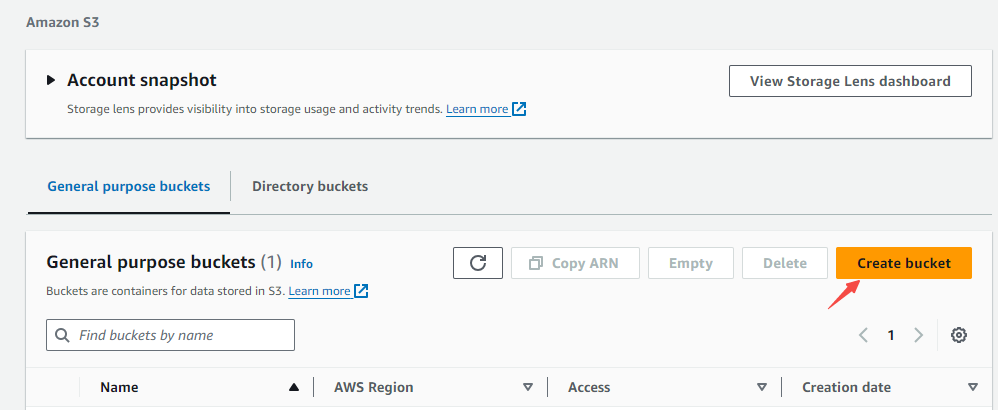 Amazon S3
Account snapshot
View Storage Lens dashboard
Storage lens provides visibility into storage usage and activity trends. Learn more
General purpose buckets
Directory buckets
General purpose buckets (1) Info
Copy ARN
Empty
Delete
Create bucket
Buckets are containers for data stored in S3. Learn more
Find buckets by name
1
Name
AWS Region
Access
Creation date